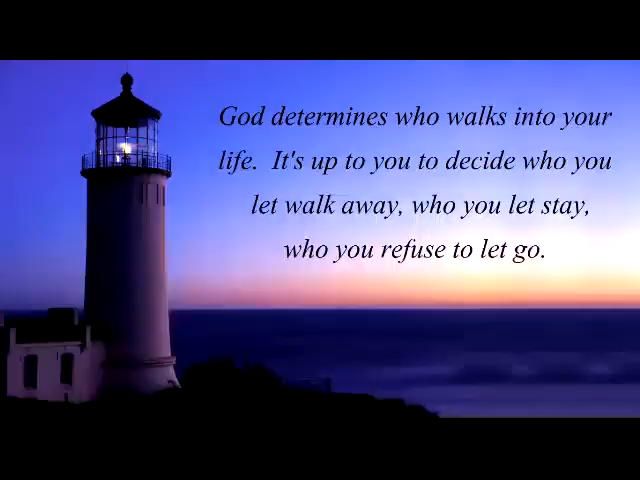 God determines who walks into your
life.  It's up to you to decide who you
let walk away, who you let stay,
who you refuse to let go.